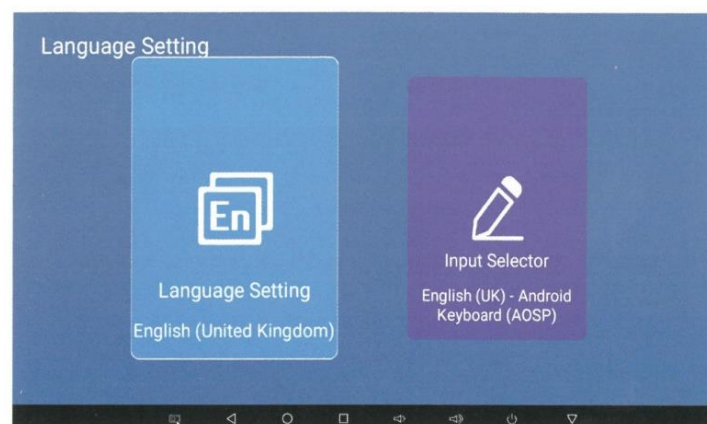 Language Setting
En
Language Setting
English (United Kingdom)
Input Selector
English (UK) - Android
Keyboard (AOSP)